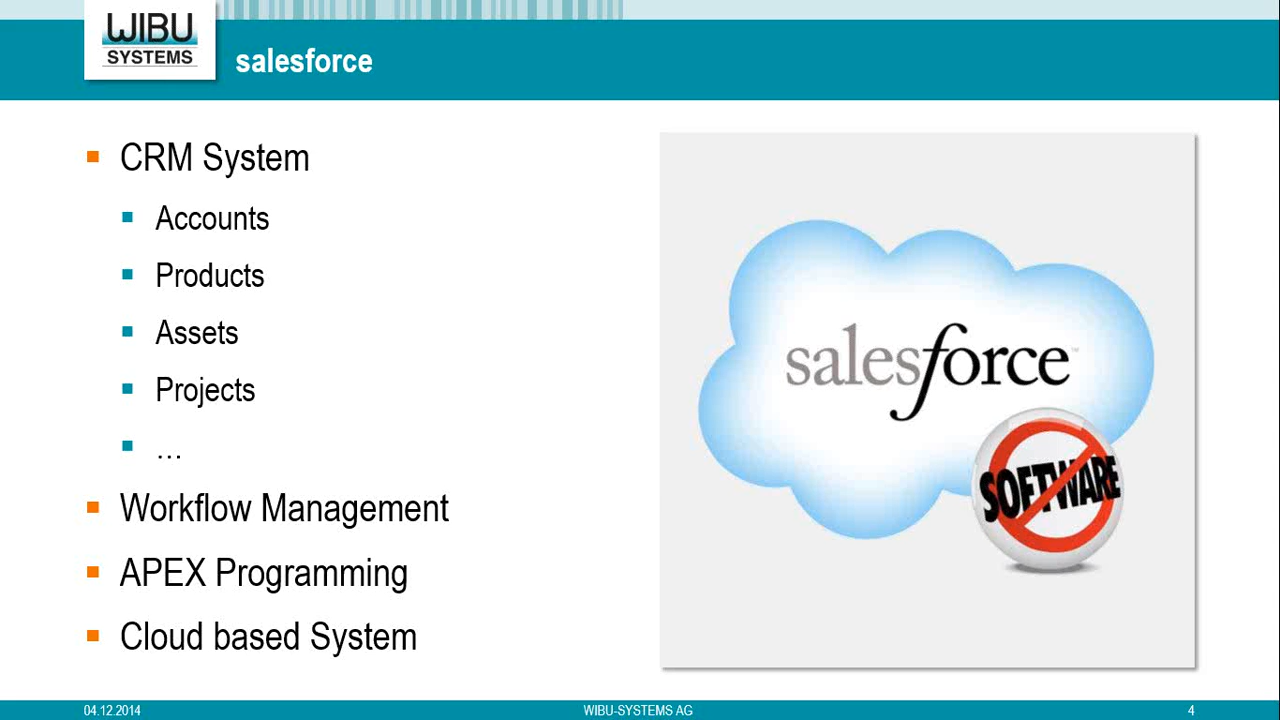 WIBU
SYSTEMS
salesforce
CRM System
Accounts
Products
Assets
Projects
…
Workflow Management
APEX Programming
Cloud based System
salesforce
SOFTWARE
04.12.2014
WIBU-SYSTEMS AG
4